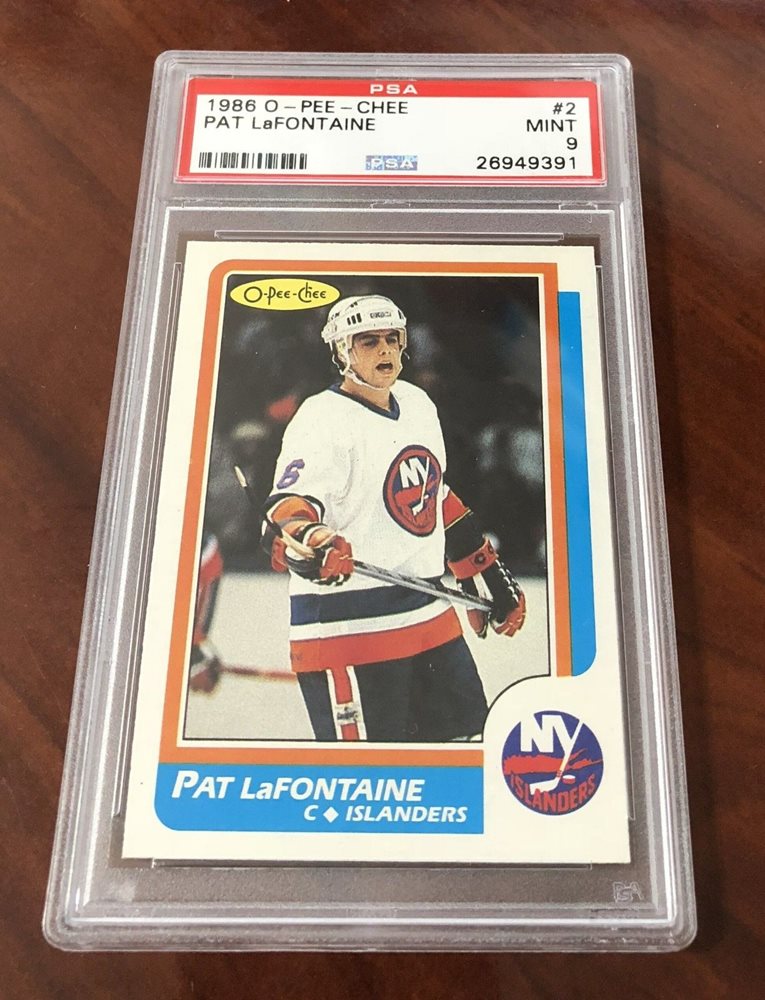 PSA
1986 O-PEE-CHEE #2
PAT LaFONTAINE MINT
9
PSA 26949391
O-Pee-Chee
6
NY
NY
ISLANDERS
PAT LaFONTAINE
C ◆ ISLANDERS
PSA